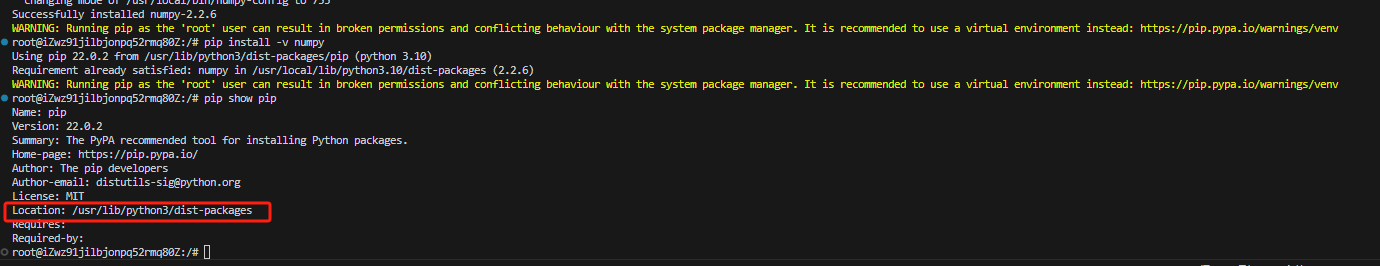 changing mode of /usr/local/bin/numpy-config to 755
Successfully installed numpy-2.2.6
WARNING: Running pip as the 'root' user can result in broken permissions and conflicting behaviour with the system package manager. It is recommended to use a virtual environment instead: https://pip.pypa.io/warnings/venv
root@iZwz91jilbjonpq52rmq80Z:/# pip install -v numpy
Using pip 22.0.2 from /usr/lib/python3/dist-packages/pip (python 3.10)
Requirement already satisfied: numpy in /usr/local/lib/python3.10/dist-packages (2.2.6)
WARNING: Running pip as the 'root' user can result in broken permissions and conflicting behaviour with the system package manager. It is recommended to use a virtual environment instead: https://pip.pypa.io/warnings/venv
root@iZwz91jilbjonpq52rmq80Z:/# pip show pip
Name: pip
Version: 22.0.2
Summary: The PyPA recommended tool for installing Python packages.
Home-page: https://pip.pypa.io/
Author: The pip developers
Author-email: distutils-sig@python.org
License: MIT
Location: /usr/lib/python3/dist-packages
Requires:
Required-by:
root@iZwz91jilbjonpq52rmq80Z:/#